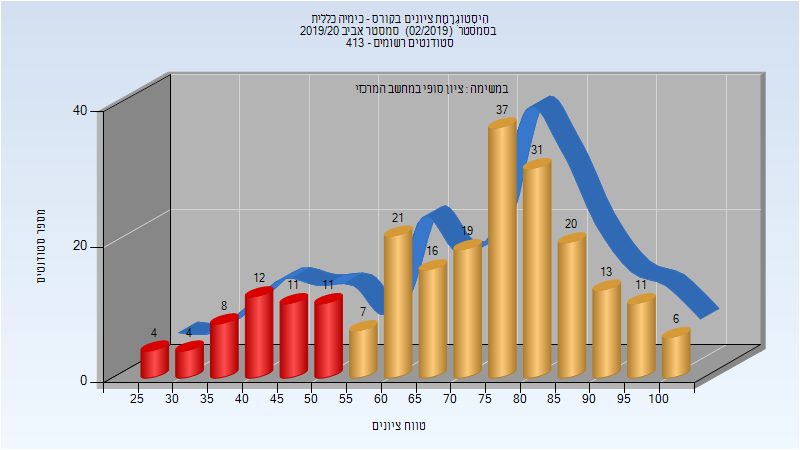 היסטוגרמת ציונים בקורס - כימיה כללית
בסמסטר (02/2019) סמסטר אביב 2019/20
סטודנטים רשומים - 413
במשימה : ציון סופי במחשב המרכזי
מספר סטודנטים
40
20
0
4
4
8
12
11
11
7
21
16
19
37
31
20
13
11
6
25 30 35 40 45 50 55 60 65 70 75 80 85 90 95 100
טווח ציונים